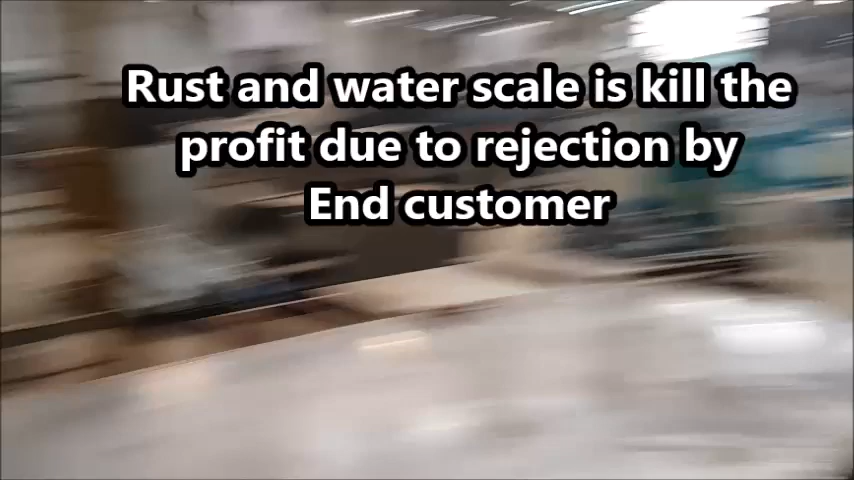 Rust and water scale is kill the
profit due to rejection by
End customer